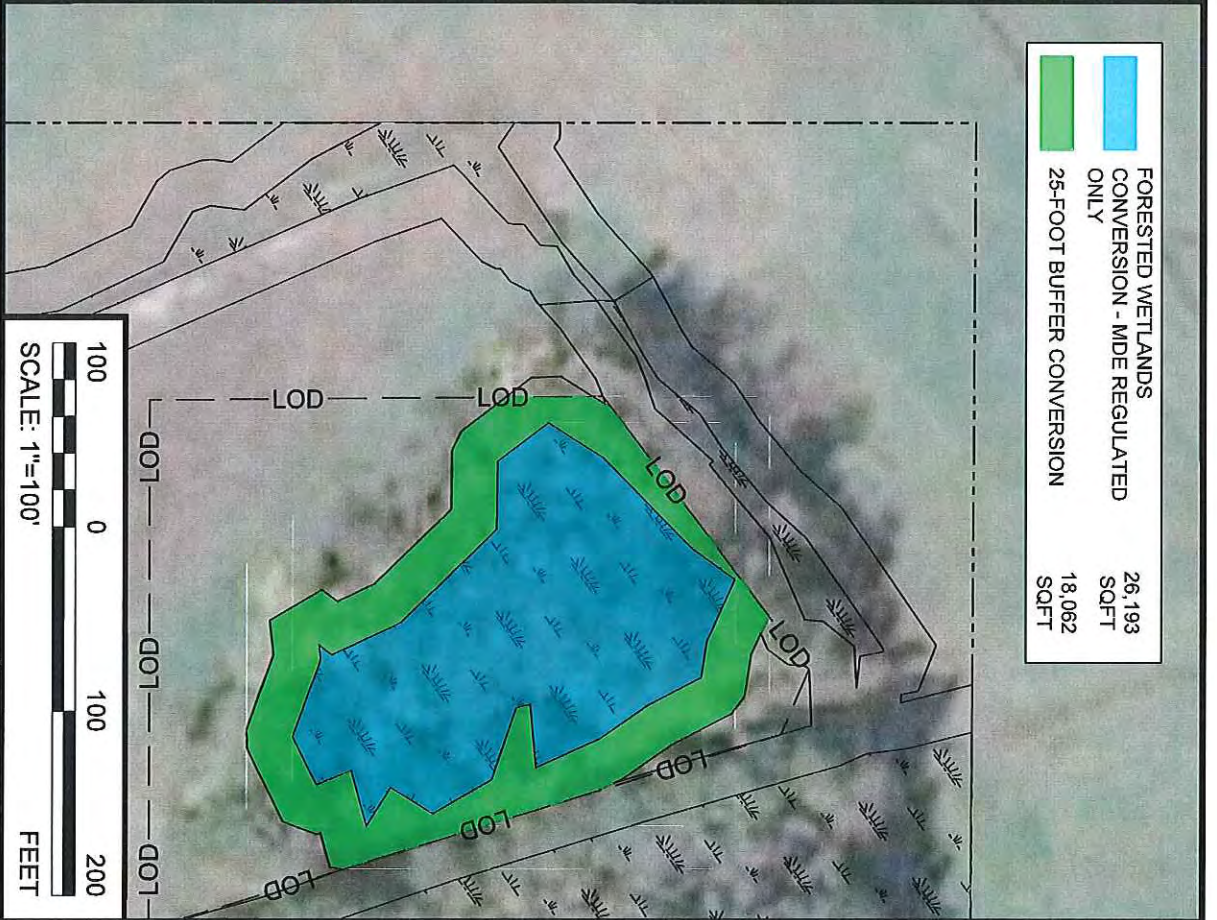 FORESTED WETLANDS
CONVERSION - MDE REGULATED
ONLY
26,193
SQFT
25-FOOT BUFFER CONVERSION
18,062
SQFT
LOD
LOD
LOD
LOD
LOD
LOD
LOD
LOD
LOD
LOD
100
0
100
200
SCALE: 1"=100'
FEET